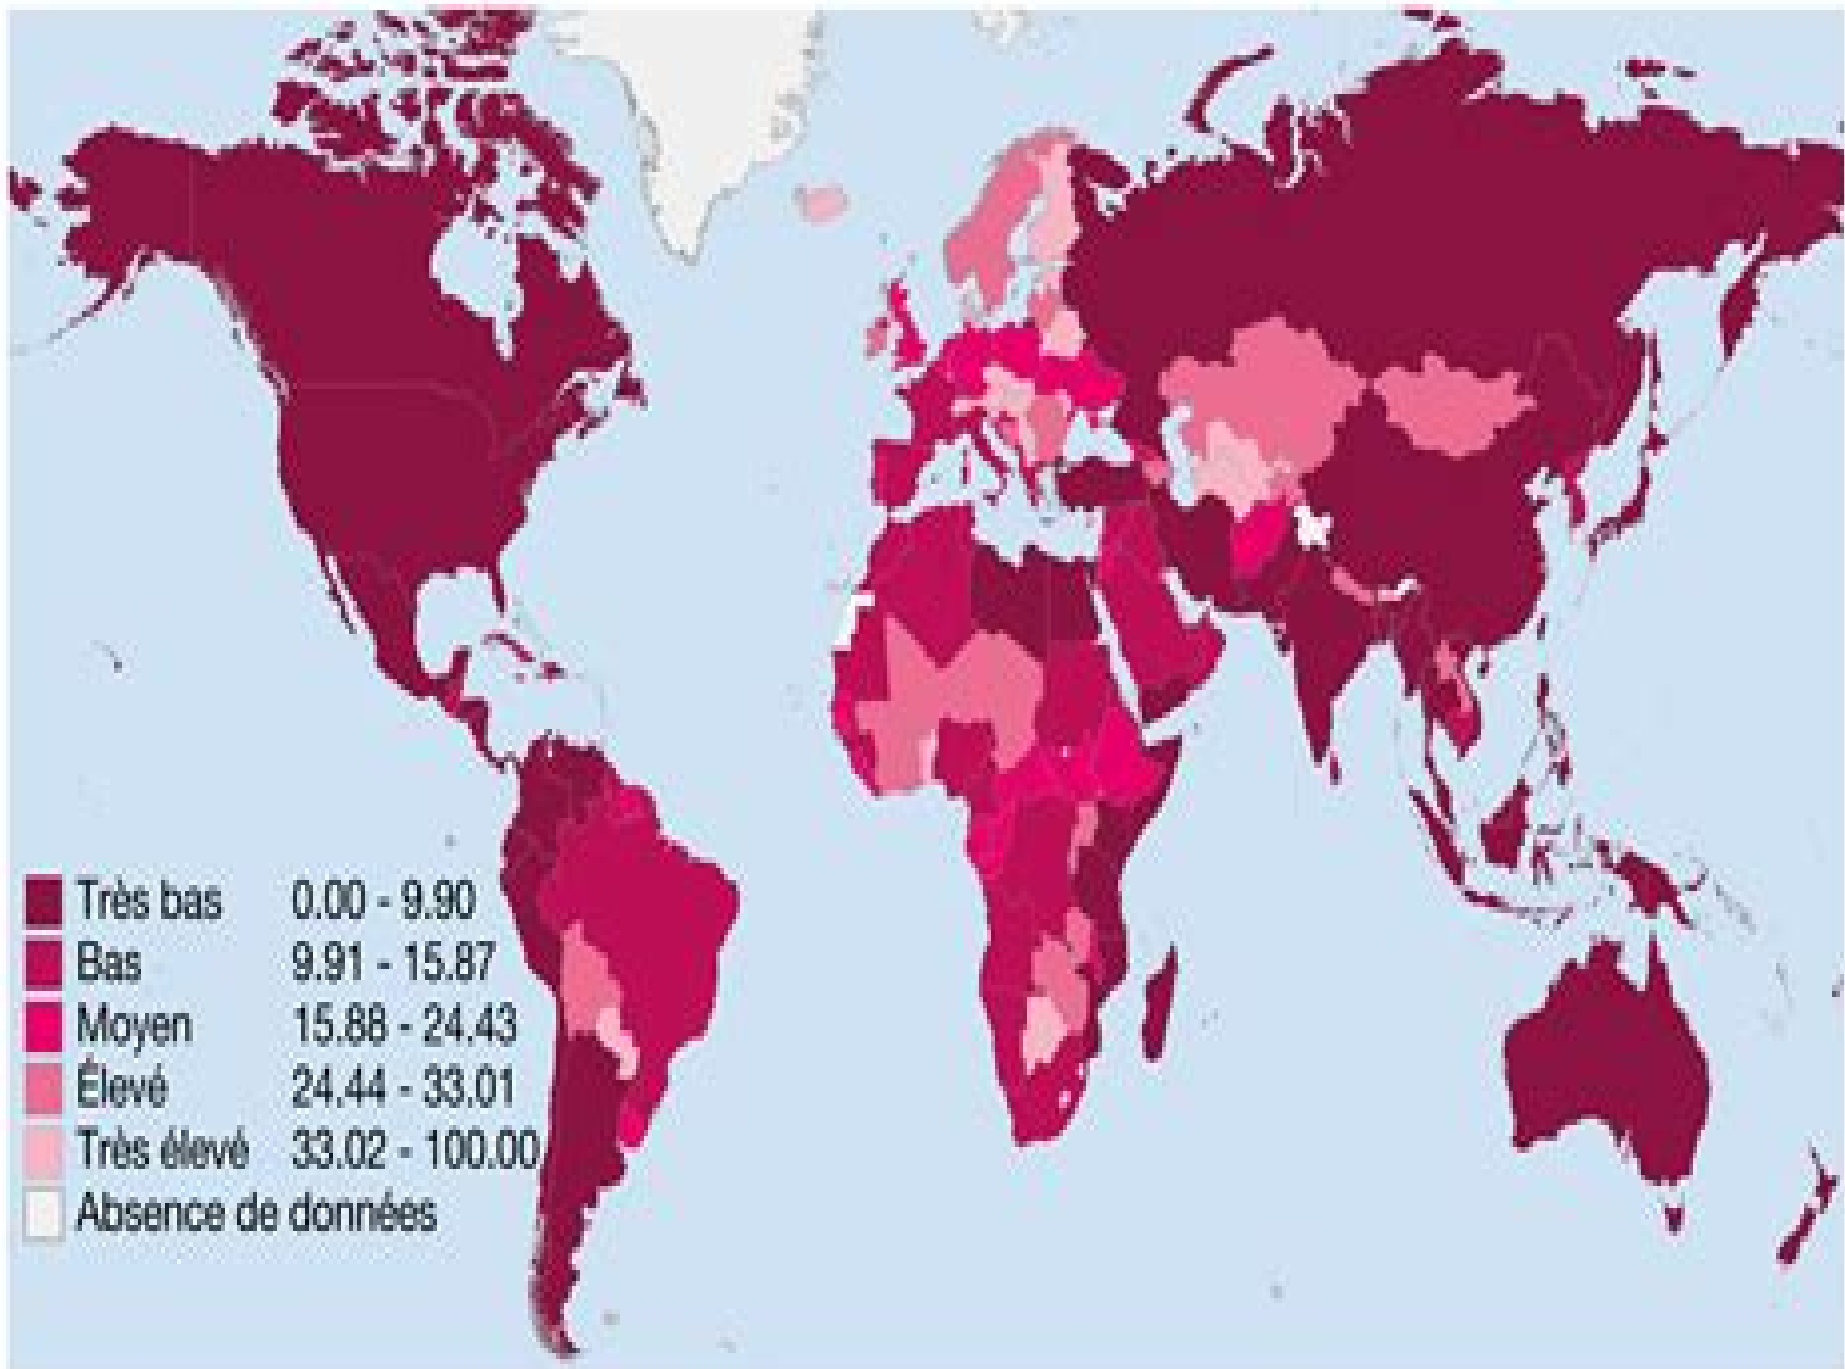 Très bas 0.00 - 9.90
Bas 9.91 - 15.87
Moyen 15.88 - 24.43
Élevé 24.44 - 33.01
Très élevé 33.02 - 100.00
Absence de données